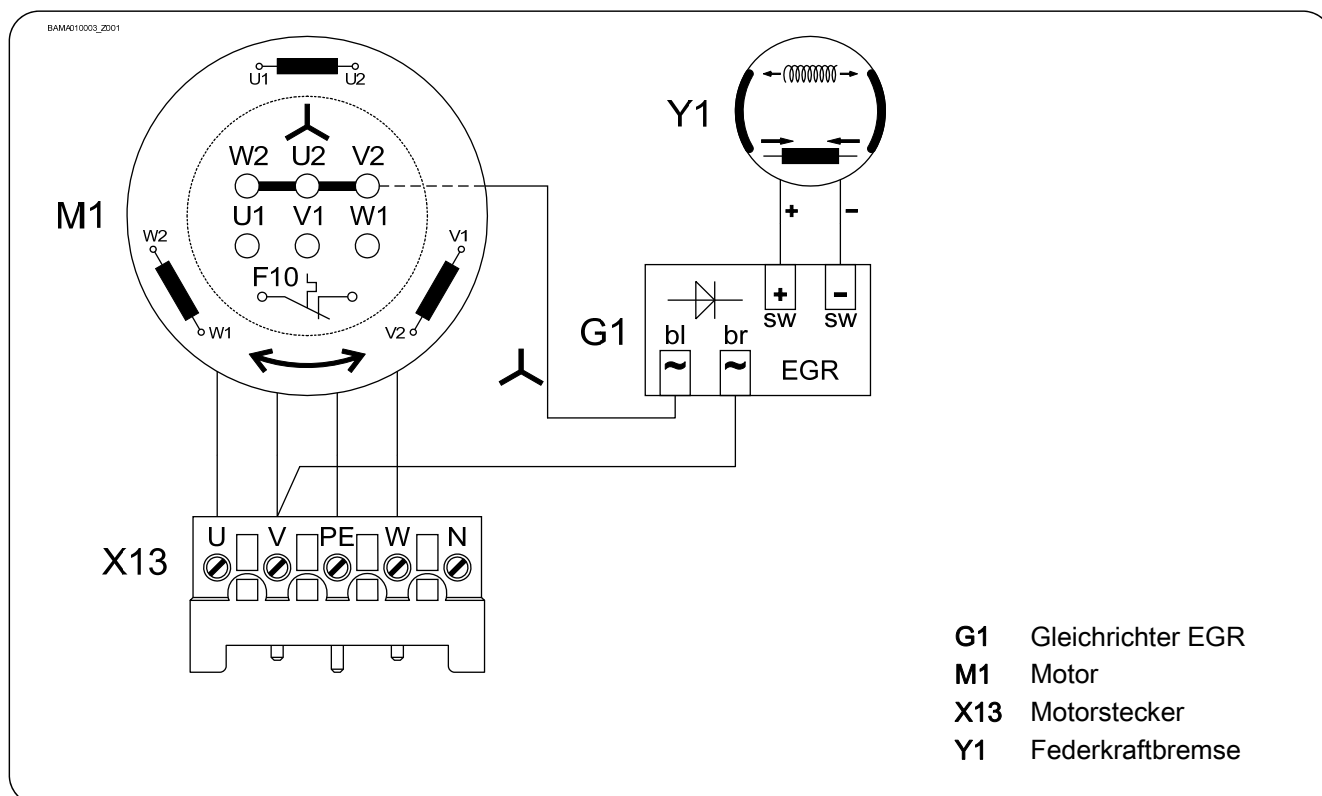 BAMA010003_Z001
U1 U2
W2 U2 V2
M1
U1 V1 W1
W2
V1
F10
W1
V2
Y1
+ -
+ -
sw sw
G1
bl br
~ ~
EGR
X13
U V PE W N
G1 Gleichrichter EGR
M1 Motor
X13 Motorstecker
Y1 Federkraftbremse